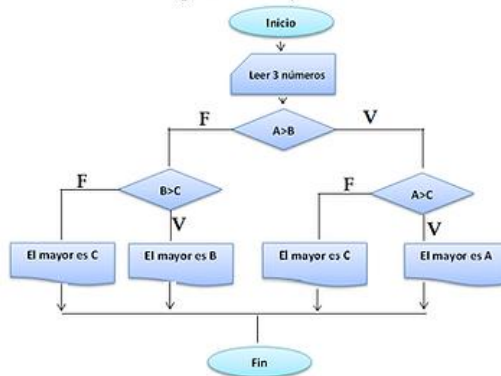 Inicio
Leer 3 números
F
A>B
V
F
B>C
V
F
A>C
V
El mayor es C
El mayor es B
El mayor es C
El mayor es A
Fin